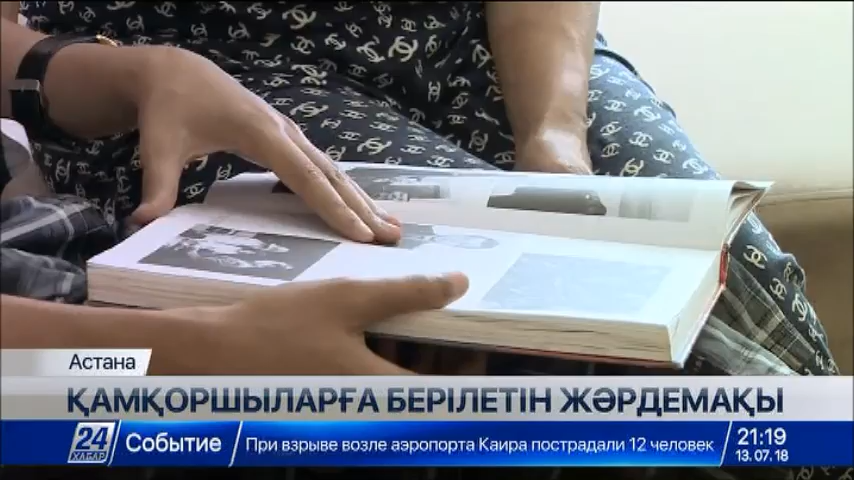 Астана
ҚАМҚОРШЫЛАРҒА БЕРІЛЕТІН ЖӘРДЕМАҚЫ
24 ХАБАР
Событие
При взрыве возле аэропорта Каира пострадали 12 человек
21:19
13.07.18